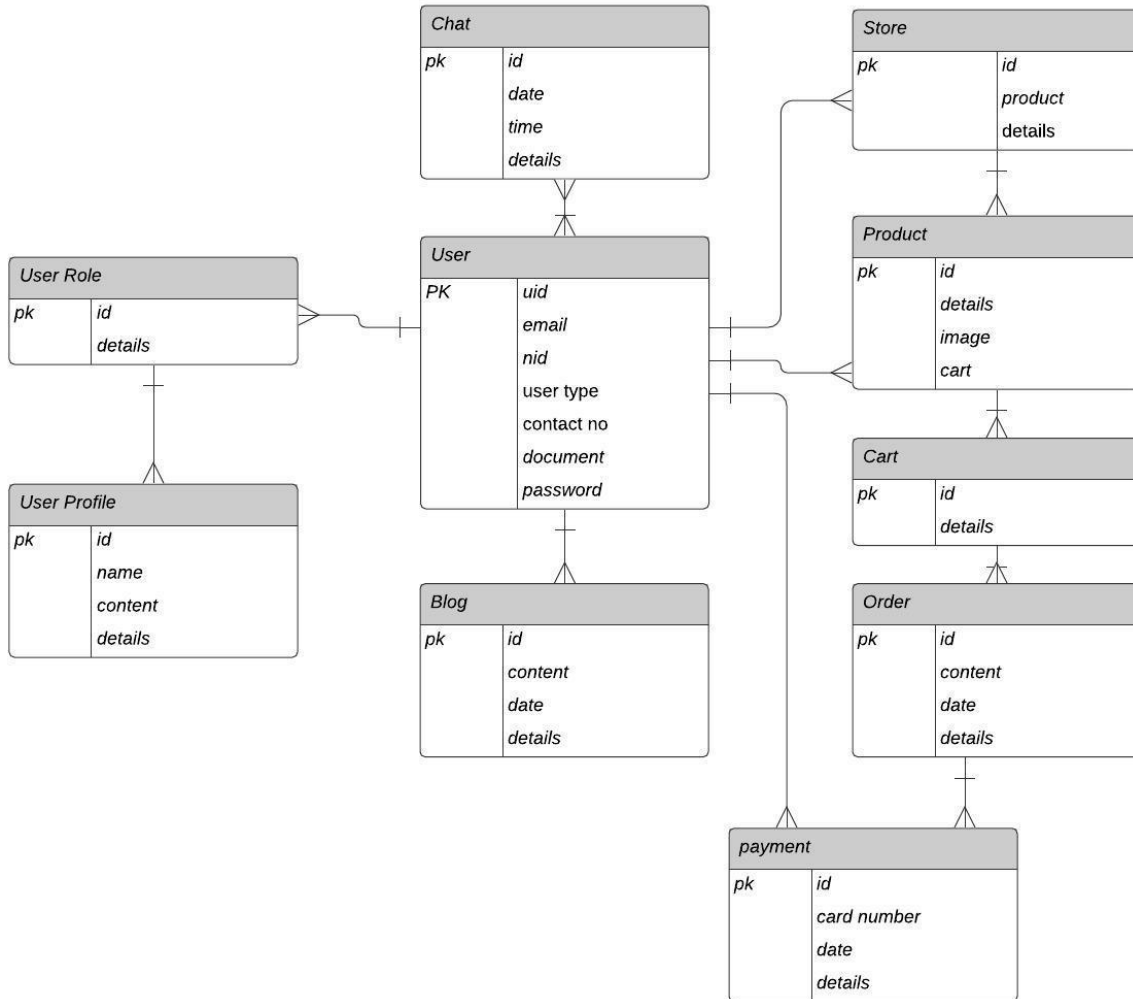 Chat
pk id
date
time
details
Store
pk id
product
details
User Role
pk id
details
User
PK uid
email
nid
user type
contact no
document
password
Product
pk id
details
image
cart
Cart
pk id
details
User Profile
pk id
name
content
details
Blog
pk id
content
date
details
Order
pk id
content
date
details
payment
pk id
card number
date
details